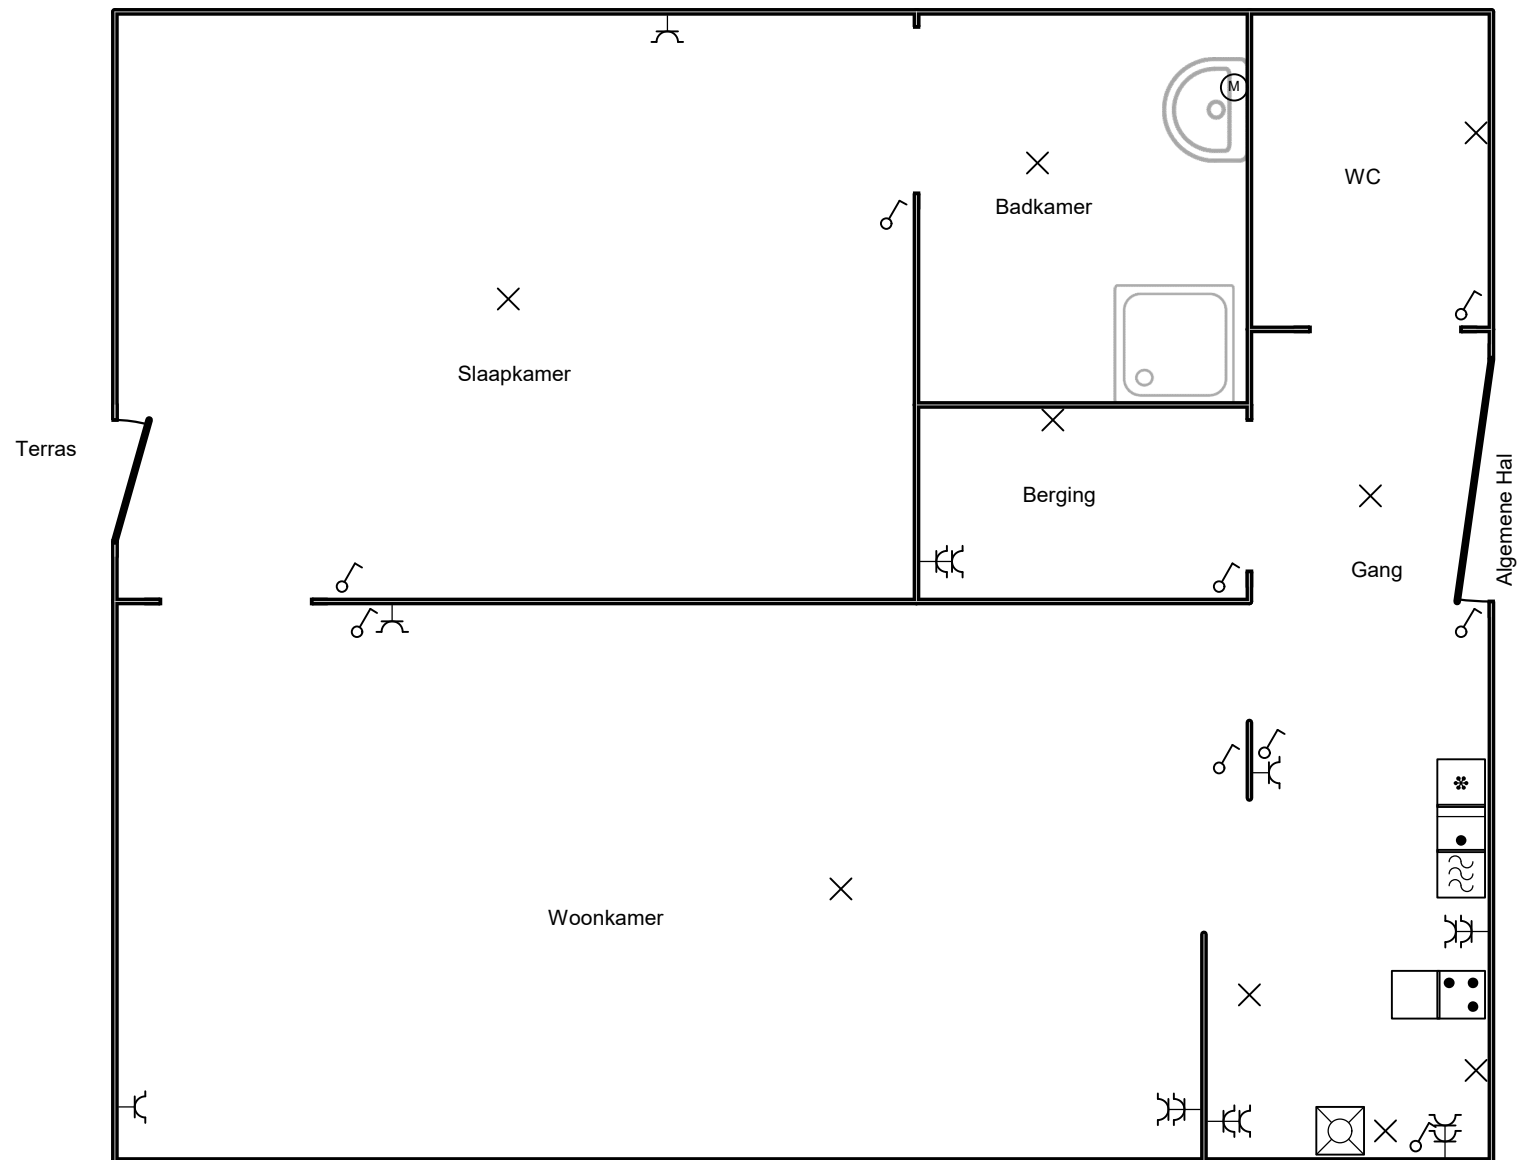 M
WC
Badkamer
Slaapkamer
Terras
Berging
Algemene Hal
Gang
Woonkamer